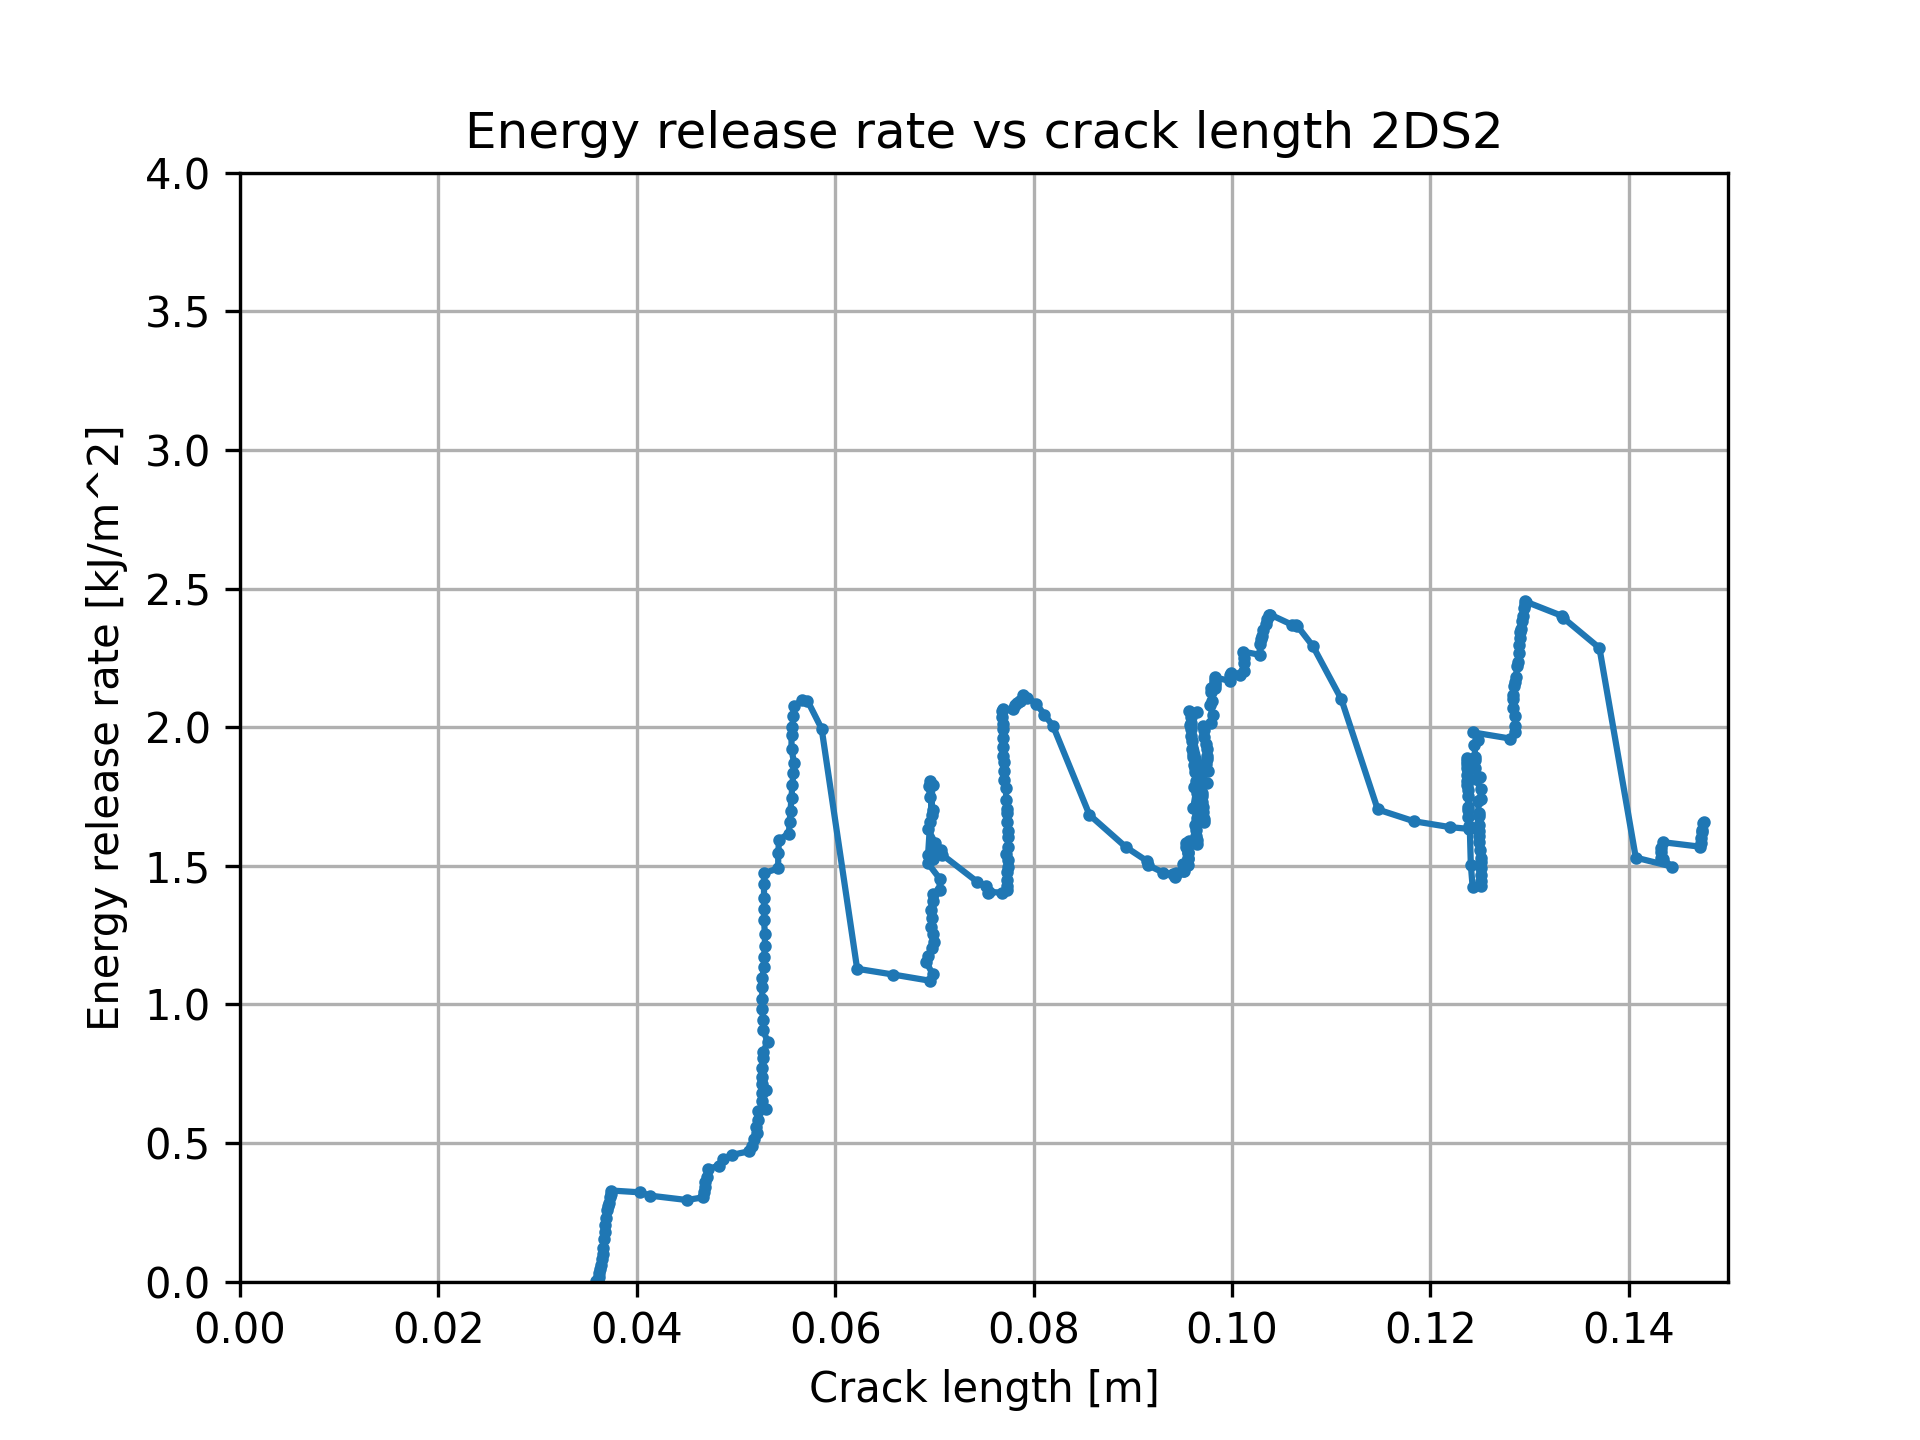 Energy release rate vs crack length 2DS2
4.0
3.5
3.0
2.5
2.0
1.5
1.0
0.5
0.0
Energy release rate [kJ/m^2]
0.00 0.02 0.04 0.06 0.08 0.10 0.12 0.14
Crack length [m]